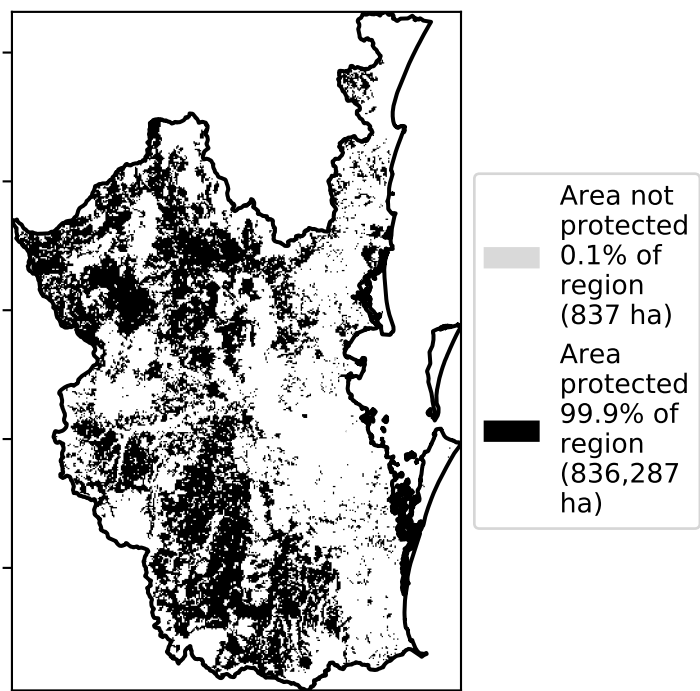 Area not
protected
0.1% of
region
(837 ha)
Area
protected
99.9% of
region
(836,287
ha)